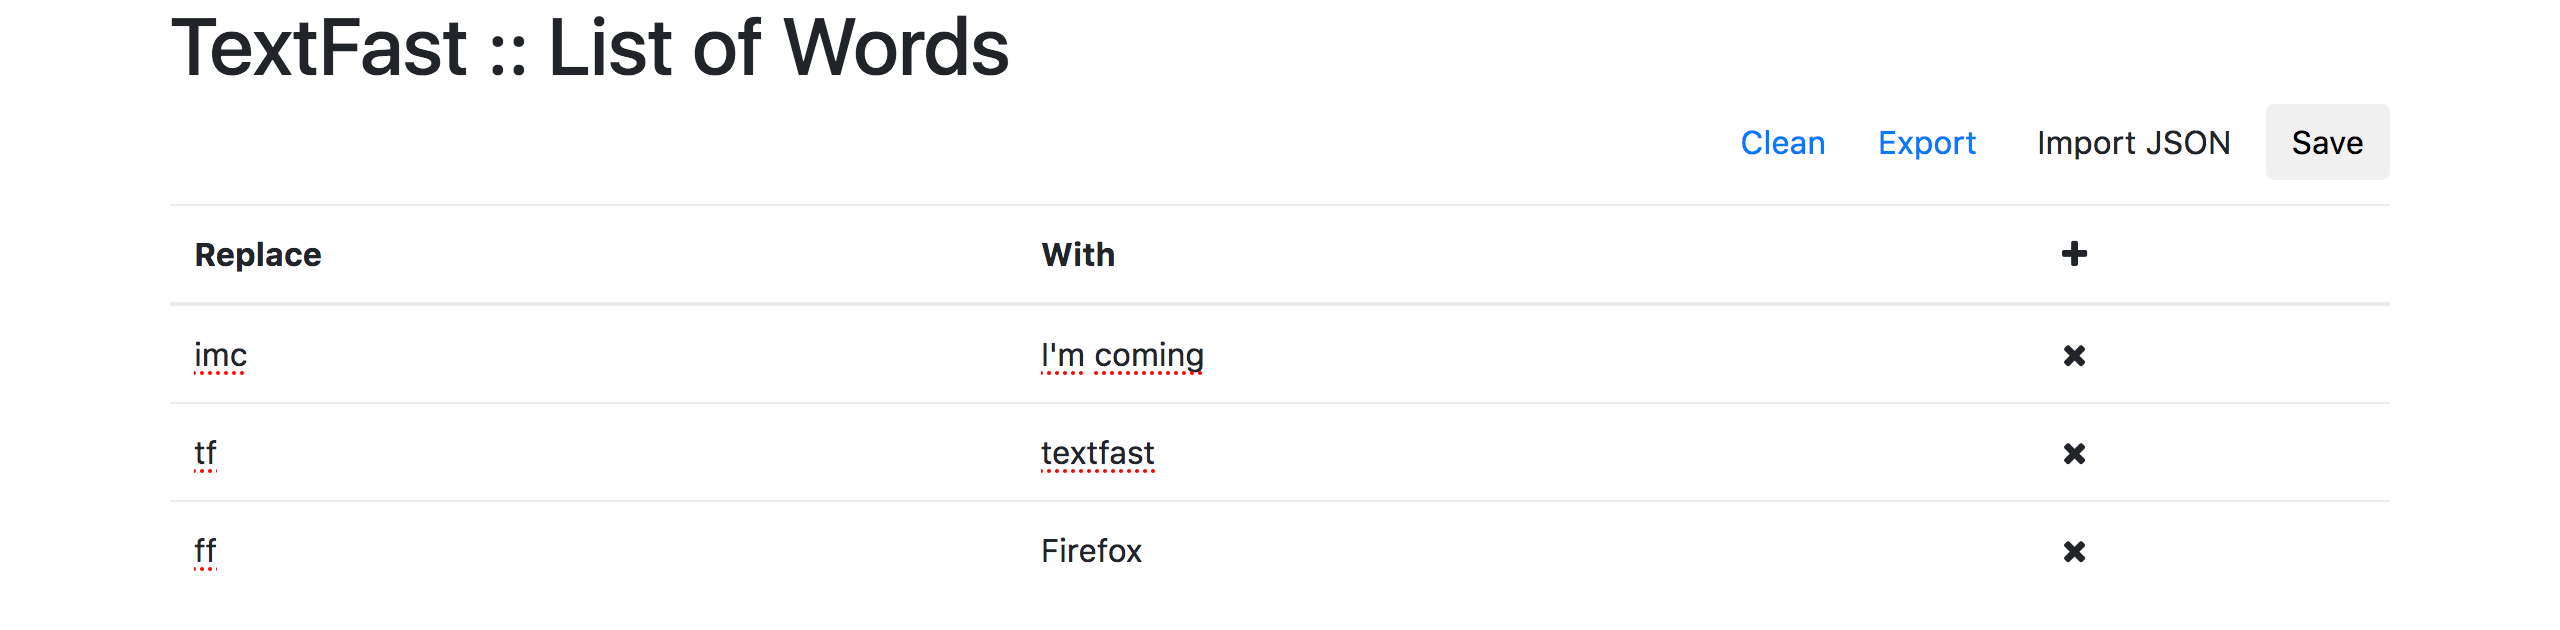 TextFast :: List of Words
Clean Export Import JSON Save
Replace With
imc I'm coming
tf textfast
ff Firefox